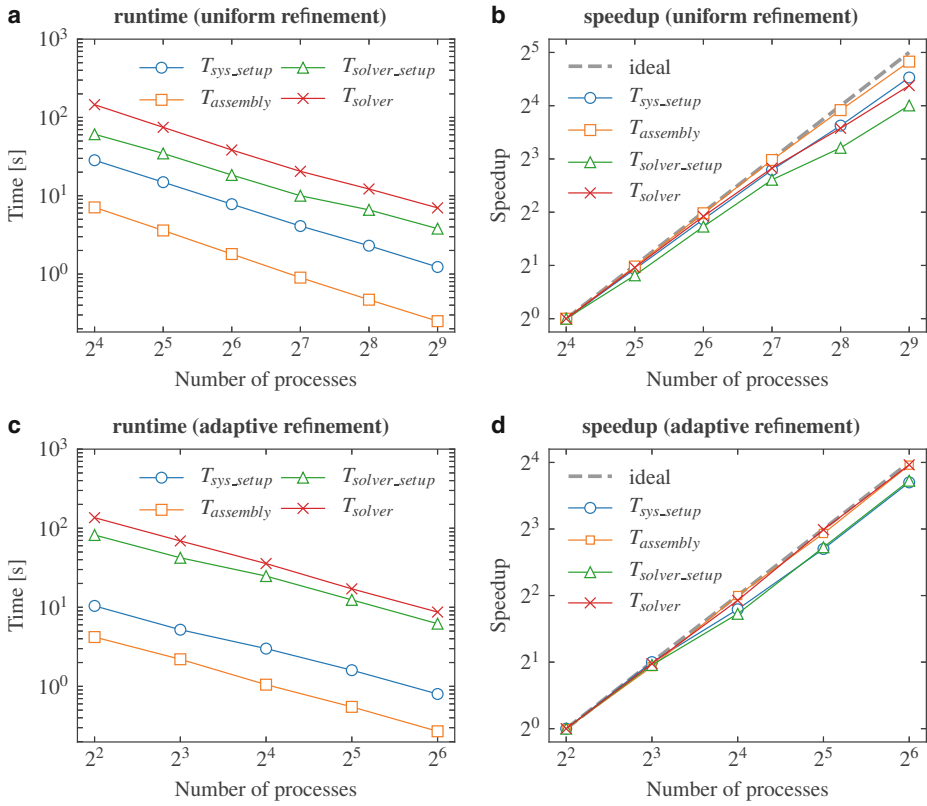 a runtime (uniform refinement)
10^3
10^2
10^1
10^0
Time [s]
T_sys_setup T_solver_setup
T_assembly T_solver
2^4 2^5 2^6 2^7 2^8 2^9
Number of processes
b speedup (uniform refinement)
2^5
2^4
2^3
2^2
2^1
2^0
Speedup
ideal
T_sys_setup
T_assembly
T_solver_setup
T_solver
2^4 2^5 2^6 2^7 2^8 2^9
Number of processes
c runtime (adaptive refinement)
10^3
10^2
10^1
10^0
Time [s]
T_sys_setup T_solver_setup
T_assembly T_solver
2^2 2^3 2^4 2^5 2^6
Number of processes
d speedup (adaptive refinement)
2^4
2^3
2^2
2^1
2^0
Speedup
ideal
T_sys_setup
T_assembly
T_solver_setup
T_solver
2^2 2^3 2^4 2^5 2^6
Number of processes